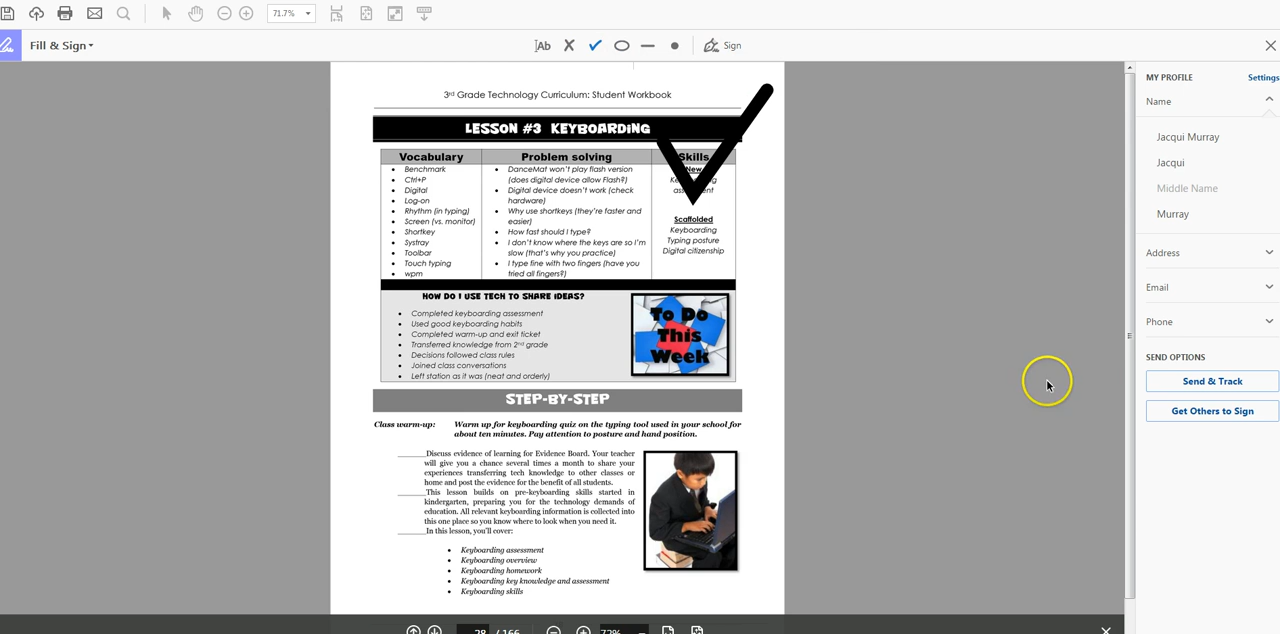 71.7%
Fill & Sign
Ab
Sign
MY PROFILE
Settings
Name
Jacqui Murray
Jacqui
Middle Name
Murray
Address
Email
Phone
SEND OPTIONS
Send & Track
Get Others to Sign
3rd Grade Technology Curriculum: Student Workbook
LESSON #3 KEYBOARDING
Vocabulary
Benchmark
Ctrl+P
Digital
Log-on
Rhythm (in typing)
Screen (vs. monitor)
Shortkey
Systray
Toolbar
Touch typing
wpm
Problem solving
DanceMat won't play flash version
(does digital device allow Flash?)
Digital device doesn't work (check
hardware)
Why use shortkeys (they're faster and
easier)
How fast should I type?
I don't know where the keys are so I'm
slow (that's why you practice)
I type fine with two fingers (have you
tried all fingers?)
Skills
New
Scaffolded
Keyboarding
Typing posture
Digital citizenship
HOW DO I USE TECH TO SHARE IDEAS?
Completed keyboarding assessment
Used good keyboarding habits
Completed warm-up and exit ticket
Transferred knowledge from 2nd grade
Decisions followed class rules
Joined class conversations
Left station as it was (neat and orderly)
To Do
This
Week
STEP-BY-STEP
Class warm-up: Warm up for keyboarding quiz on the typing tool used in your school for
about ten minutes. Pay attention to posture and hand position.
______Discuss evidence of learning for Evidence Board. Your teacher
will give you a chance several times a month to share your
experiences transferring tech knowledge to other classes or
home and post the evidence for the benefit of all students.
______This lesson builds on pre-keyboarding skills started in
kindergarten, preparing you for the technology demands of
education. All relevant keyboarding information is collected into
this one place so you know where to look when you need it.
______In this lesson, you'll cover:
Keyboarding assessment
Keyboarding overview
Keyboarding homework
Keyboarding key knowledge and assessment
Keyboarding skills
28 / 166
72%